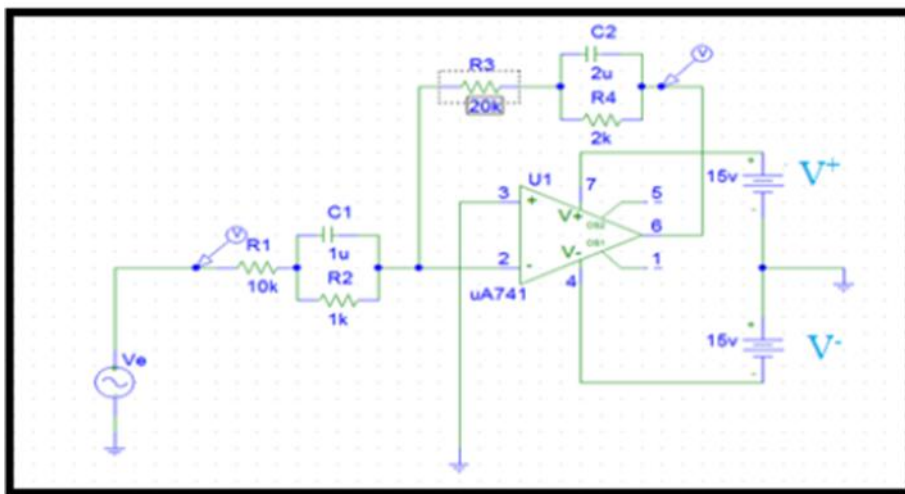 C2
V
R3
2u
20k
R4
2k
U1
7
15v
V+
3
+
5
V+
OS2
6
C1
V
R1
1u
V-
OS1
2
-
1
10k
R2
uA741
4
1k
+
-
15v
V-
Ve
+
-